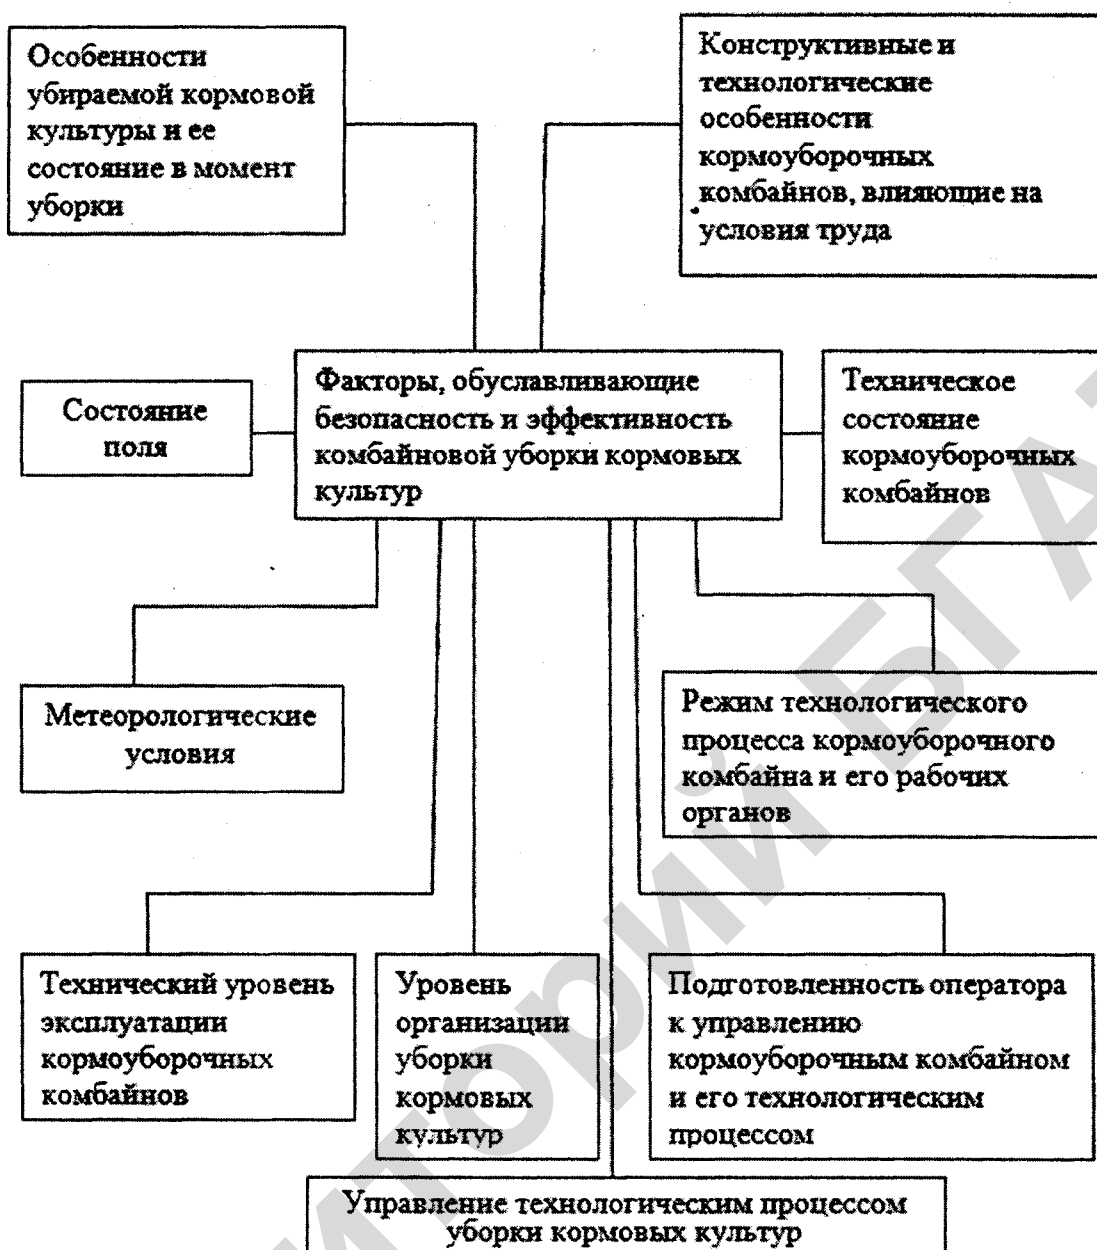 Особенности
убираемой кормовой
культуры и ее
состояние в момент
уборки
Конструктивные и
технологические
особенности
кормоуборочных
комбайнов, влияющие на
условия труда
Состояние
поля
Факторы, обуславливающие
безопасность и эффективность
комбайновой уборки кормовых
культур
Техническое
состояние
кормоуборочных
комбайнов
Метеорологические
условия
Режим технологического
процесса кормоуборочного
комбайна и его рабочих
органов
Технический уровень
эксплуатации
кормоуборочных
комбайнов
Уровень
организации
уборки
кормовых
культур
Подготовленность оператора
к управлению
кормоуборочным комбайном
и его технологическим
процессом
Управление технологическим процессом
уборки кормовых культур